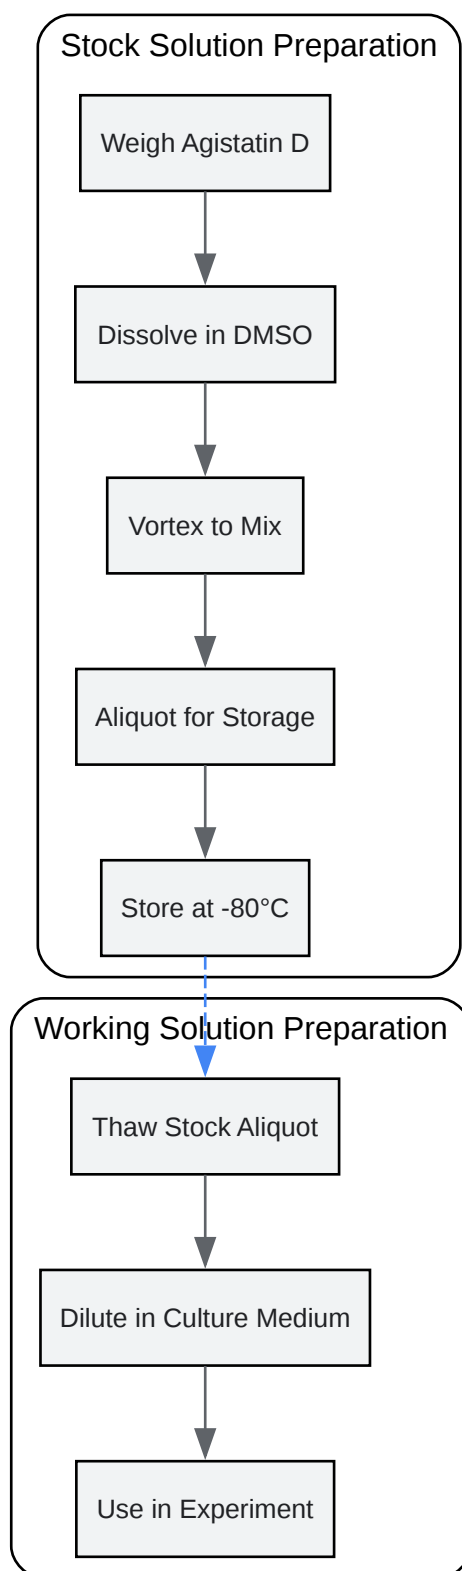 Stock Solution Preparation
Weigh Agistatin D
Dissolve in DMSO
Vortex to Mix
Aliquot for Storage
Store at -80°C
Working Solution Preparation
Thaw Stock Aliquot
Dilute in Culture Medium
Use in Experiment